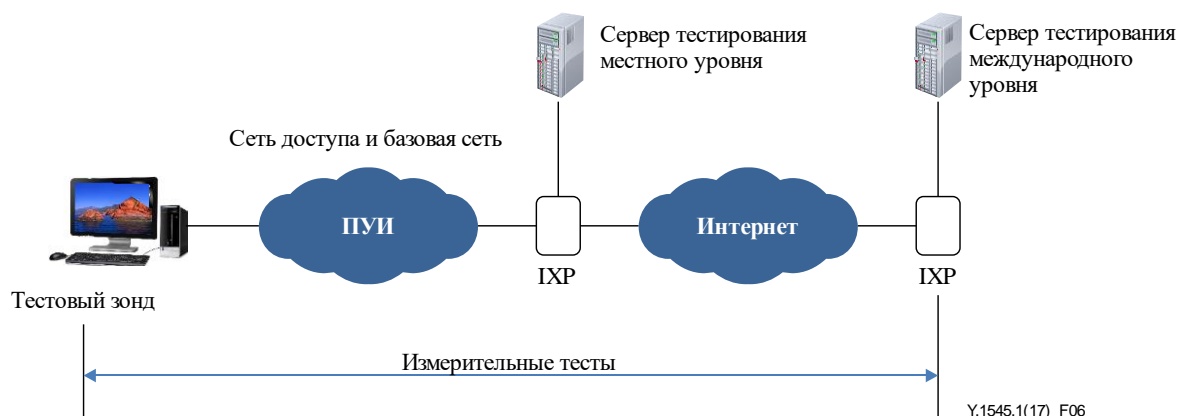 Сервер тестирования
местного уровня
Сервер тестирования
международного
уровня
Сеть доступа и базовая сеть
ПУИ
Интернет
IXP
IXP
Тестовый зонд
Измерительные тесты
Y.1545.1(17)_F06